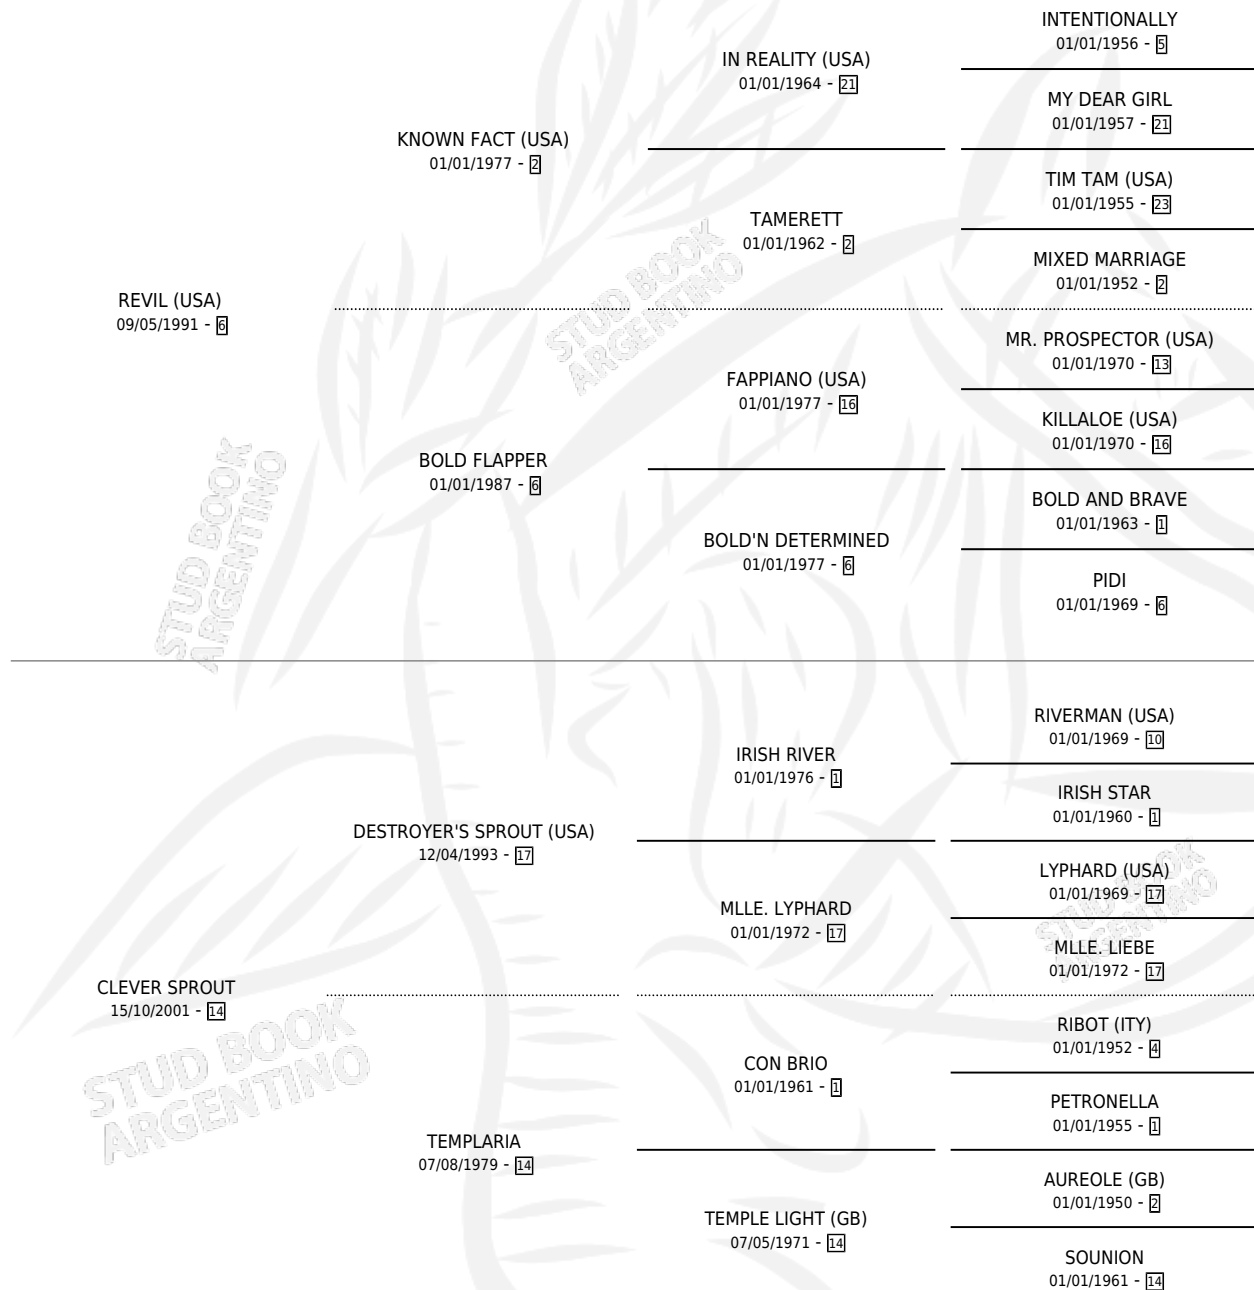 INTENTIONALLY
01/01/1956 - 5
IN REALITY (USA)
01/01/1964 - 21
MY DEAR GIRL
01/01/1957 - 21
KNOWN FACT (USA)
01/01/1977 - 2
TIM TAM (USA)
01/01/1955 - 23
TAMERETT
01/01/1962 - 2
MIXED MARRIAGE
01/01/1952 - 2
REVIL (USA)
09/05/1991 - 6
STUD BOOK
ARGENTINO
MR. PROSPECTOR (USA)
01/01/1970 - 13
FAPPIANO (USA)
01/01/1977 - 16
KILLALOE (USA)
01/01/1970 - 16
BOLD FLAPPER
01/01/1987 - 6
BOLD AND BRAVE
01/01/1963 - 1
BOLD'N DETERMINED
01/01/1977 - 6
PIDI
01/01/1969 - 6
STUD BOOK
ARGENTINO
RIVERMAN (USA)
01/01/1969 - 10
IRISH RIVER
01/01/1976 - 1
IRISH STAR
01/01/1960 - 1
DESTROYER'S SPROUT (USA)
12/04/1993 - 17
LYPHARD (USA)
01/01/1969 - 17
MLLE. LYPHARD
01/01/1972 - 17
MLLE. LIEBE
01/01/1972 - 17
STUD BOOK
ARGENTINO
CLEVER SPROUT
15/10/2001 - 14
RIBOT (ITY)
01/01/1952 - 4
CON BRIO
01/01/1961 - 1
PETRONELLA
01/01/1955 - 1
STUD BOOK
ARGENTINO
TEMPLARIA
07/08/1979 - 14
AUREOLE (GB)
01/01/1950 - 2
TEMPLE LIGHT (GB)
07/05/1971 - 14
SOUNION
01/01/1961 - 14